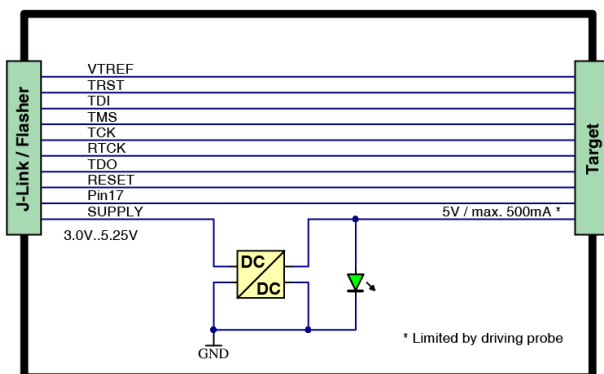 J-Link / Flasher
VTREF
TRST
TDI
TMS
TCK
RTCK
TDO
RESET
Pin17
SUPPLY
3.0V..5.25V
DC
DC
GND
5V / max. 500mA *
* Limited by driving probe
Target